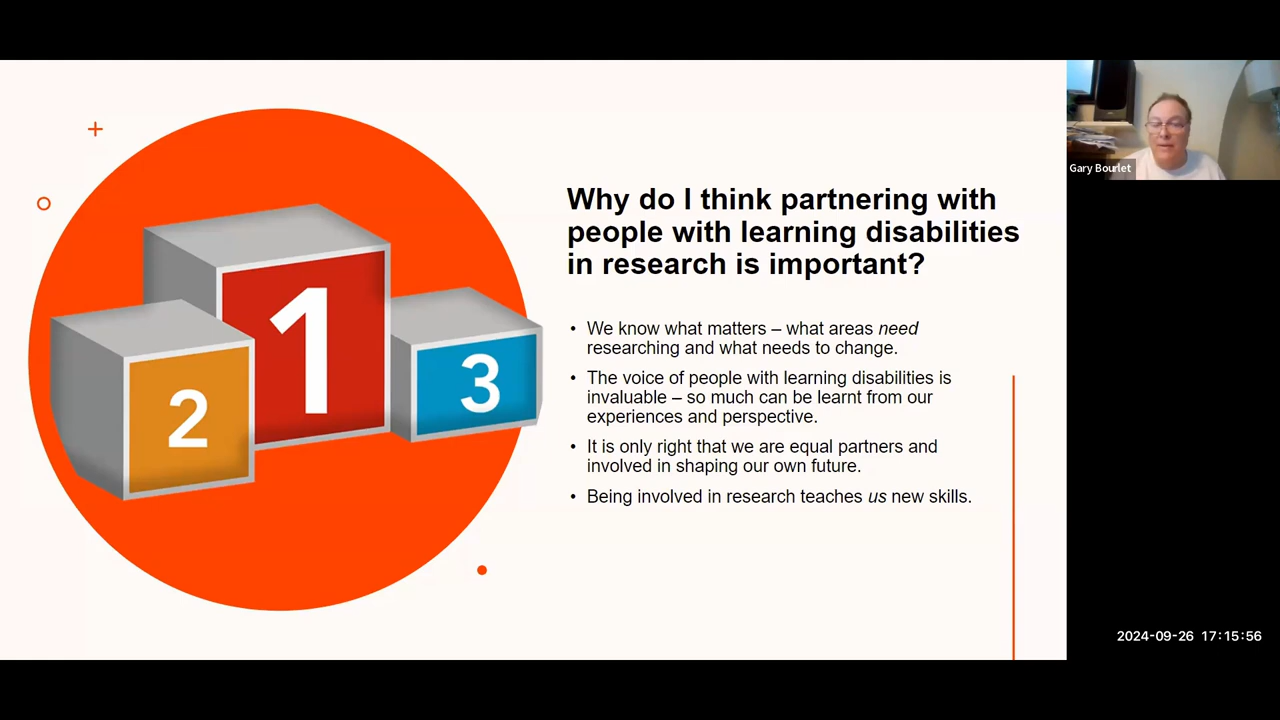 Why do I think partnering with
people with learning disabilities
in research is important?
• We know what matters – what areas need
researching and what needs to change.
• The voice of people with learning disabilities is
invaluable – so much can be learnt from our
experiences and perspective.
• It is only right that we are equal partners and
involved in shaping our own future.
• Being involved in research teaches us new skills.
1
2
3
Gary Bourlet
2024-09-26 17:15:56